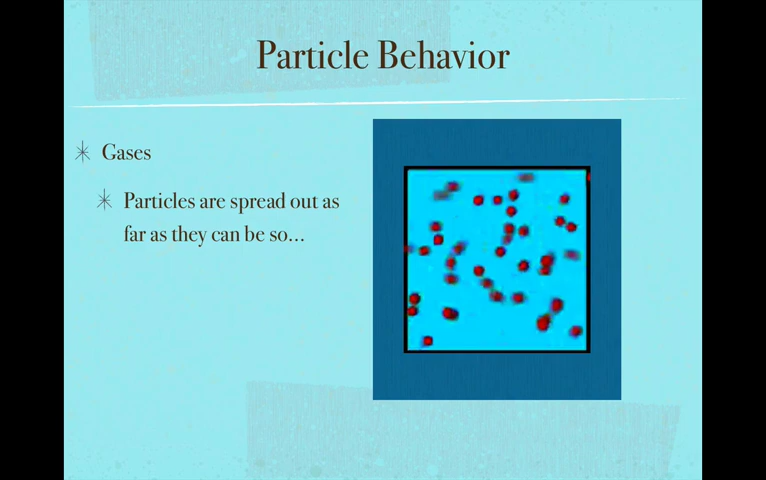 Particle Behavior
Gases
Particles are spread out as
far as they can be so...